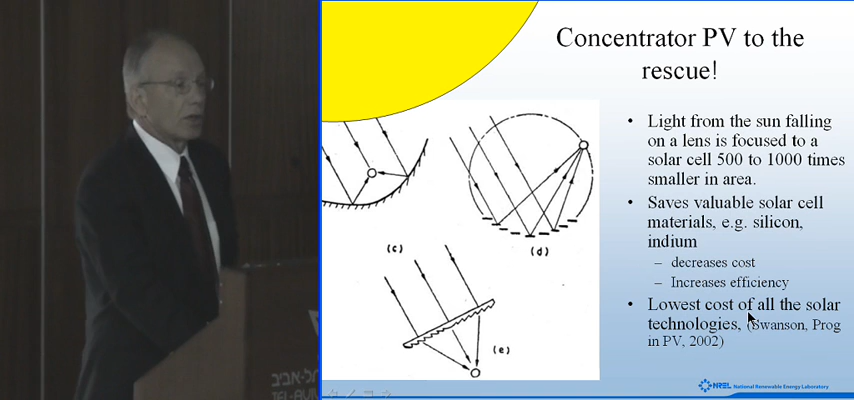 Concentrator PV to the
rescue!
• Light from the sun falling
on a lens is focused to a
solar cell 500 to 1000 times
smaller in area.
• Saves valuable solar cell
materials, e.g. silicon,
indium
– decreases cost
– Increases efficiency
• Lowest cost of all the solar
technologies, (Swanson, Prog
in PV, 2002)
(c)
(d)
(e)
NREL National Renewable Energy Laboratory